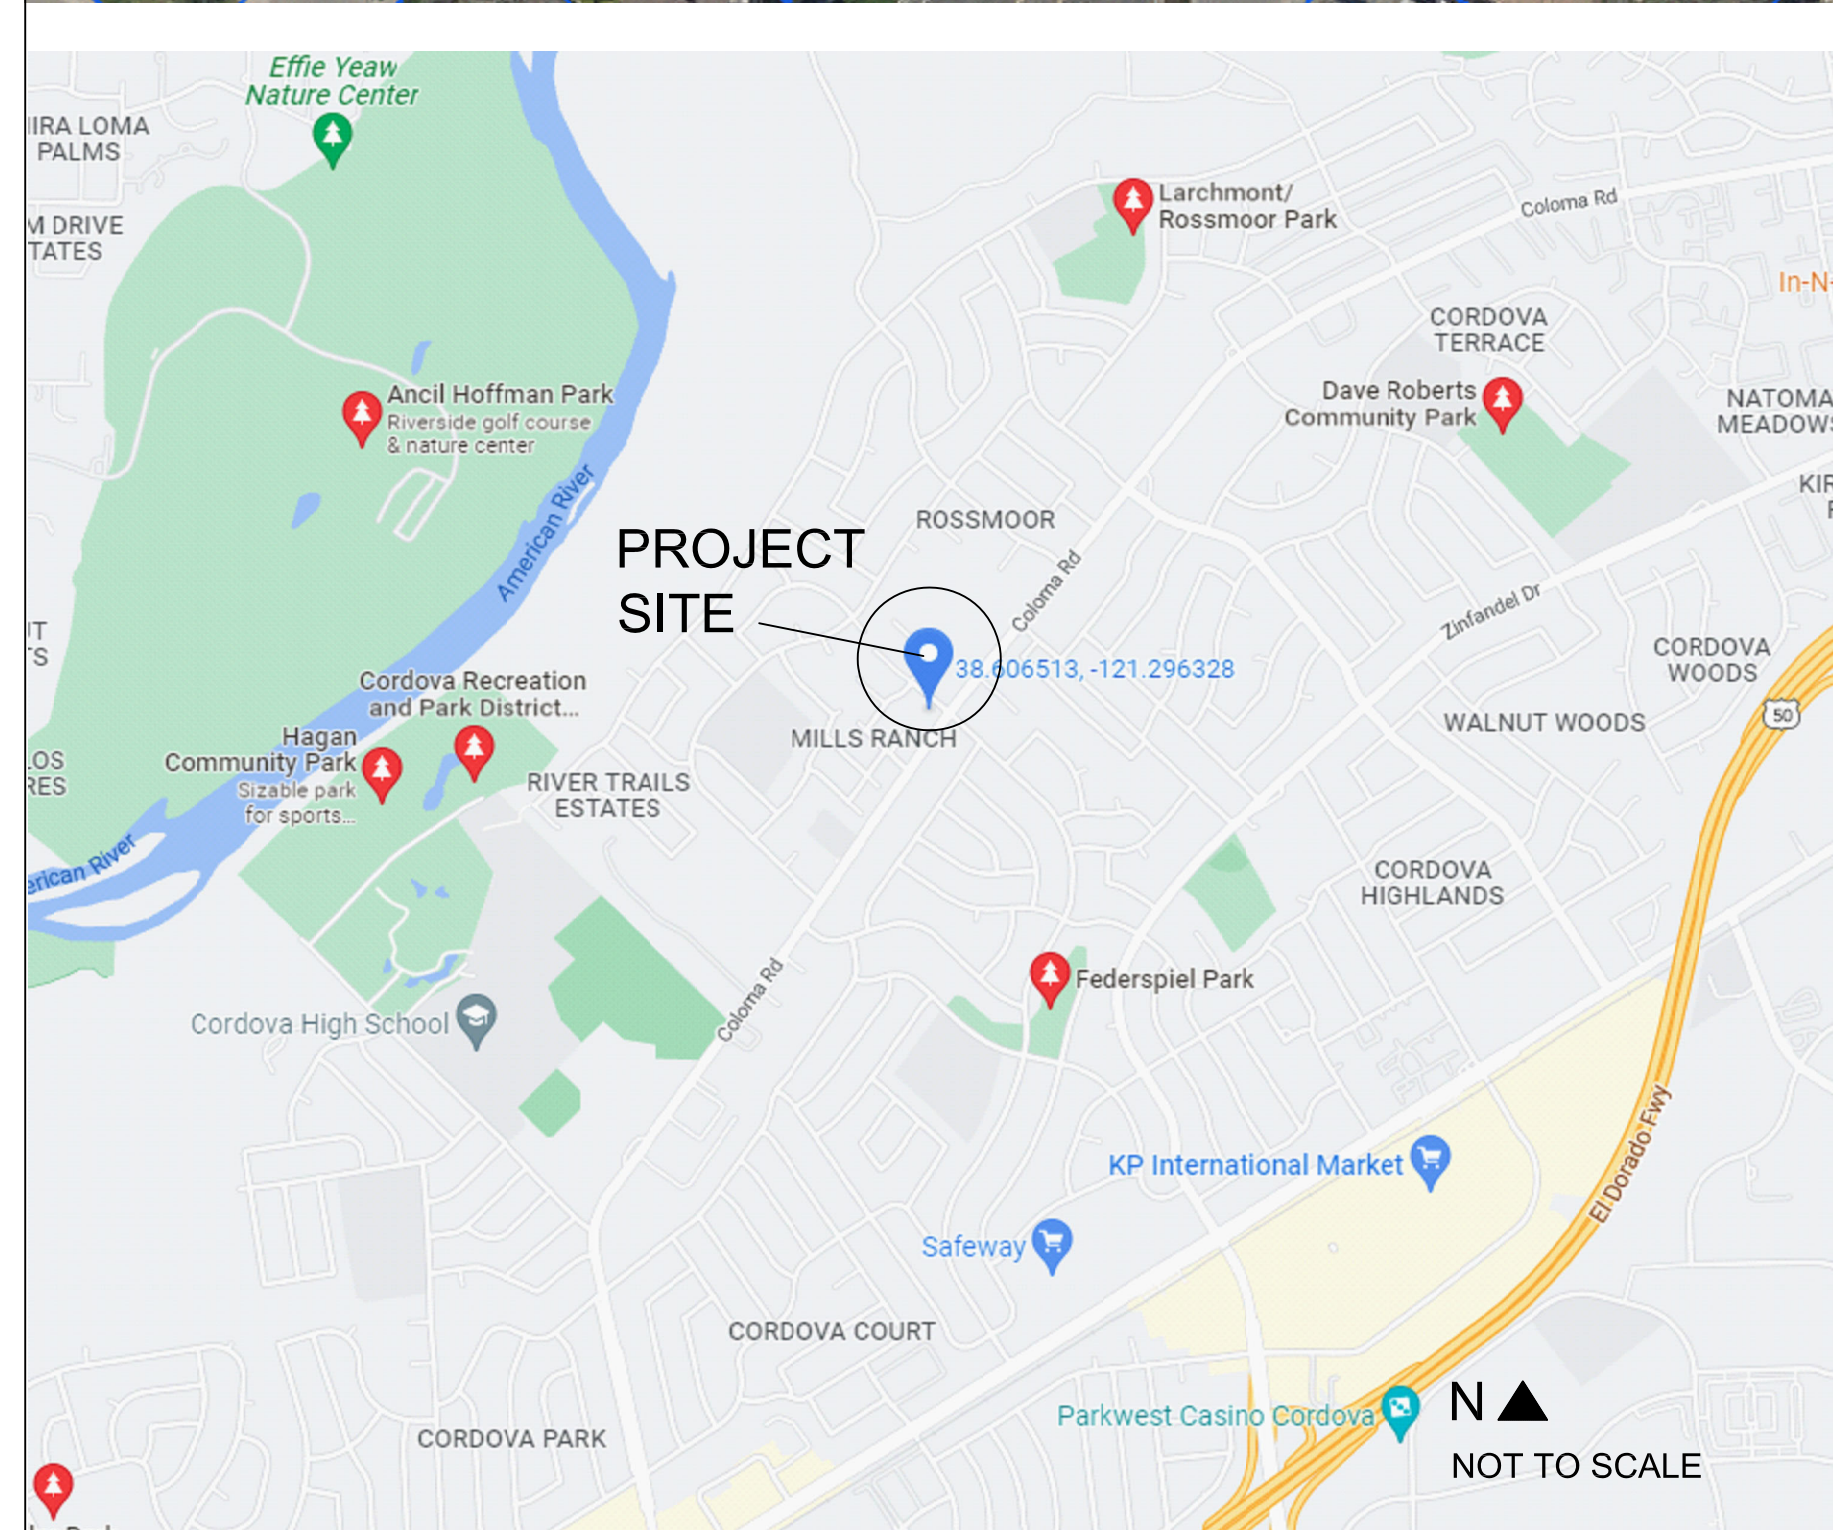 Effie Yeaw
Nature Center
IRA LOMA
PALMS
M DRIVE
TATES
Larchmont/
Rossmoor Park
Coloma Rd
In-N-
CORDOVA
TERRACE
Dave Roberts
Community Park
NATOMA
MEADOWS
Ancil Hoffman Park
Riverside golf course
& nature center
American River
KIR
ROSSMOOR
PROJECT
SITE
Coloma Rd
Zinfandel Dr
38.606513, -121.296328
CORDOVA
WOODS
50
WALNUT WOODS
MILLS RANCH
Cordova Recreation
and Park District...
Hagan
Community Park
Sizable park
for sports...
RIVER TRAILS
ESTATES
LOS
RES
erican River
CORDOVA
HIGHLANDS
Federspiel Park
Coloma Rd
Cordova High School
KP International Market
El Dorado Fwy
Safeway
CORDOVA COURT
Parkwest Casino Cordova
N
NOT TO SCALE
CORDOVA PARK